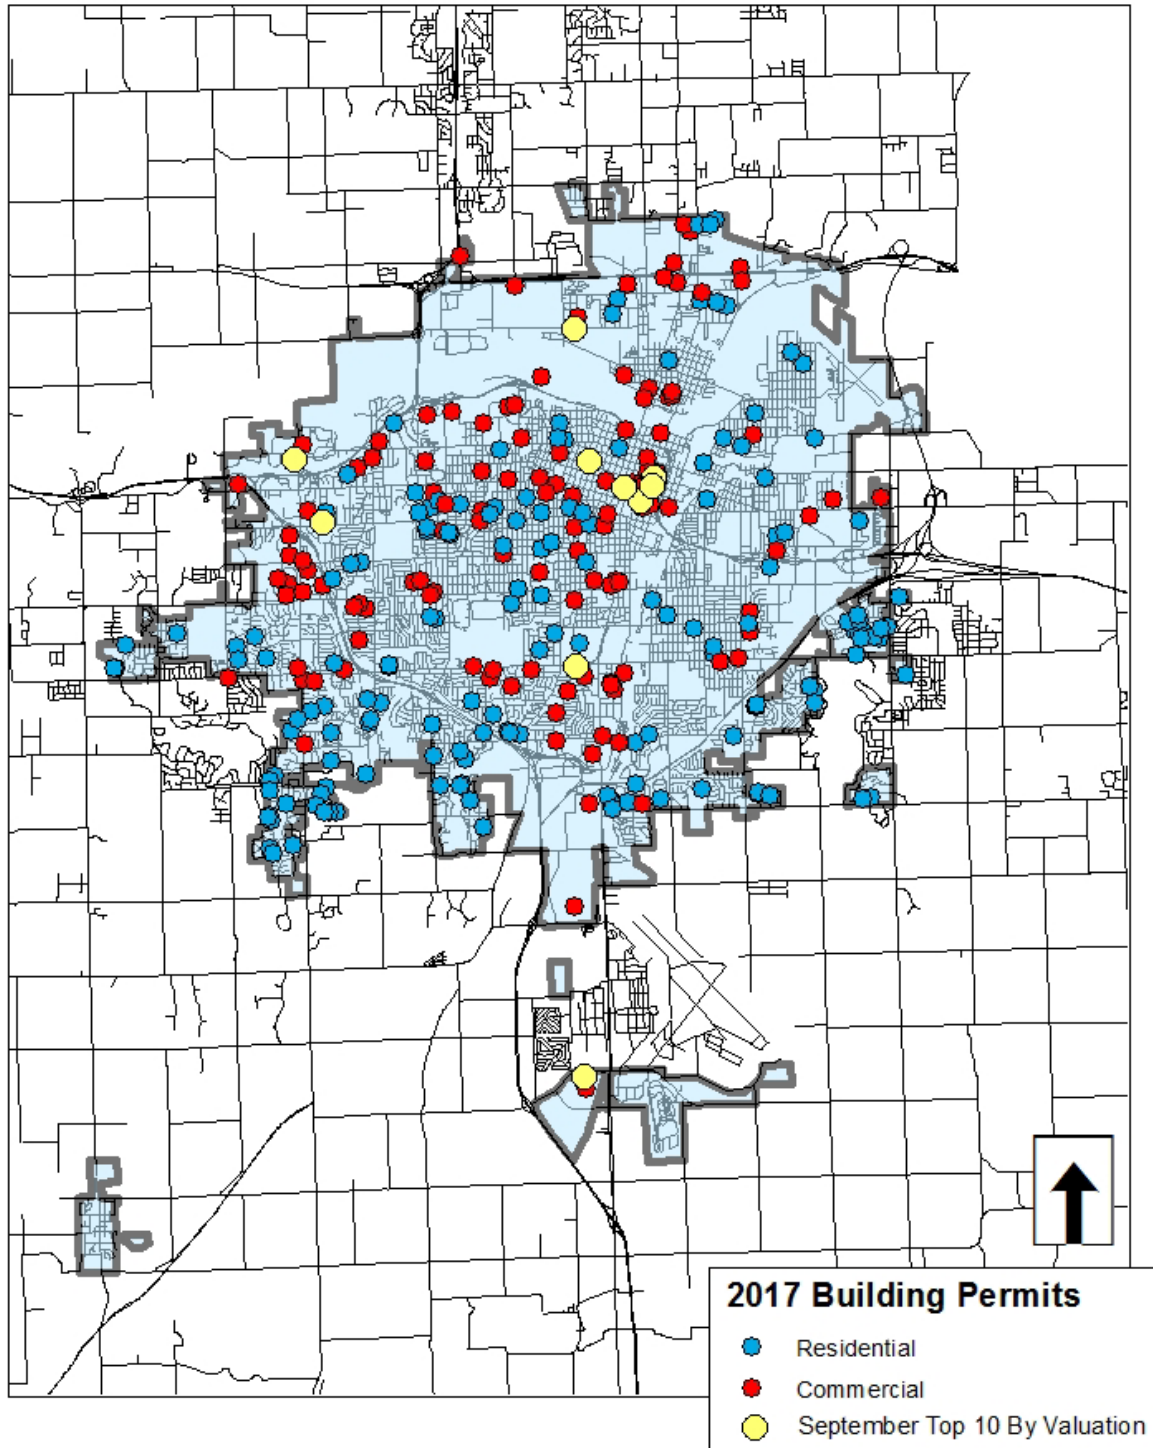 2017 Building Permits
Residential
Commercial
September Top 10 By Valuation